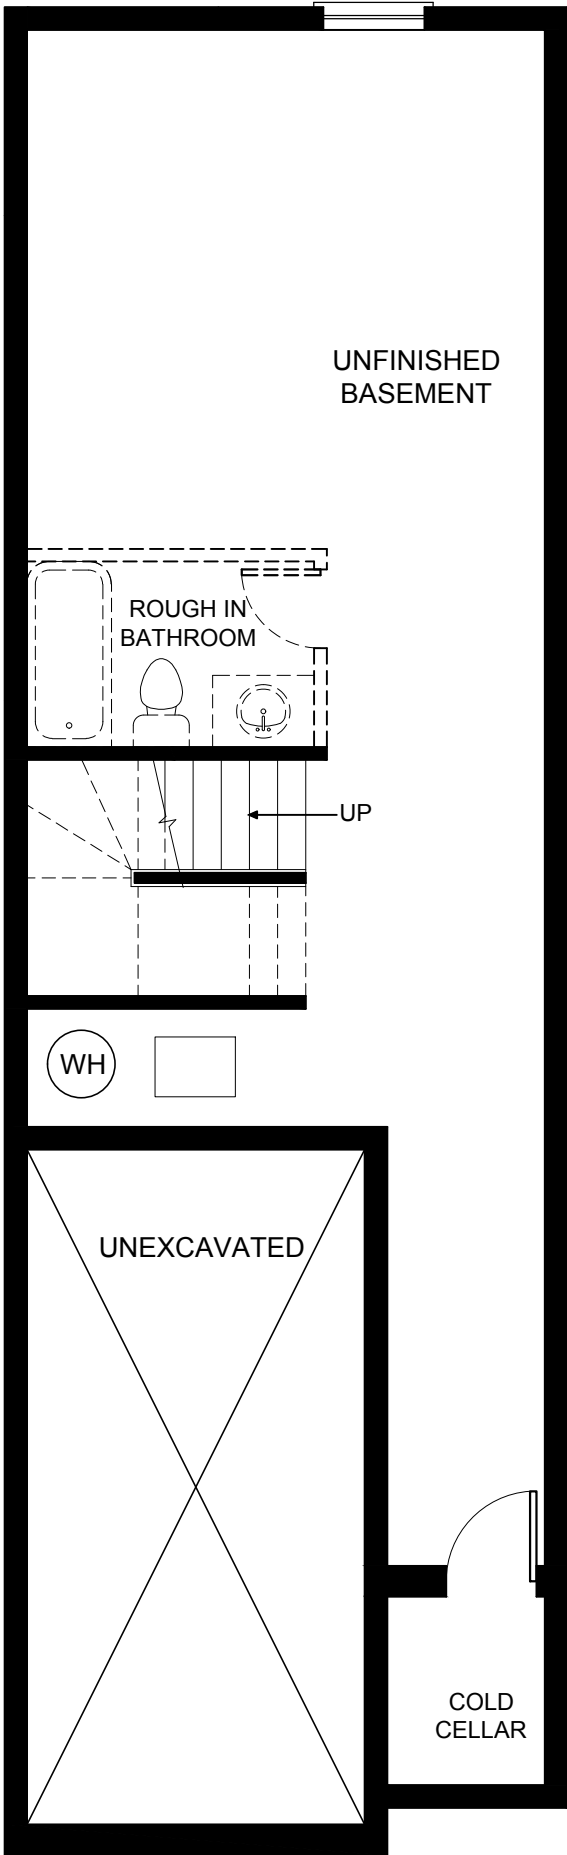 UNFINISHED
BASEMENT
ROUGH IN
BATHROOM
UP
WH
UNEXCAVATED
COLD
CELLAR